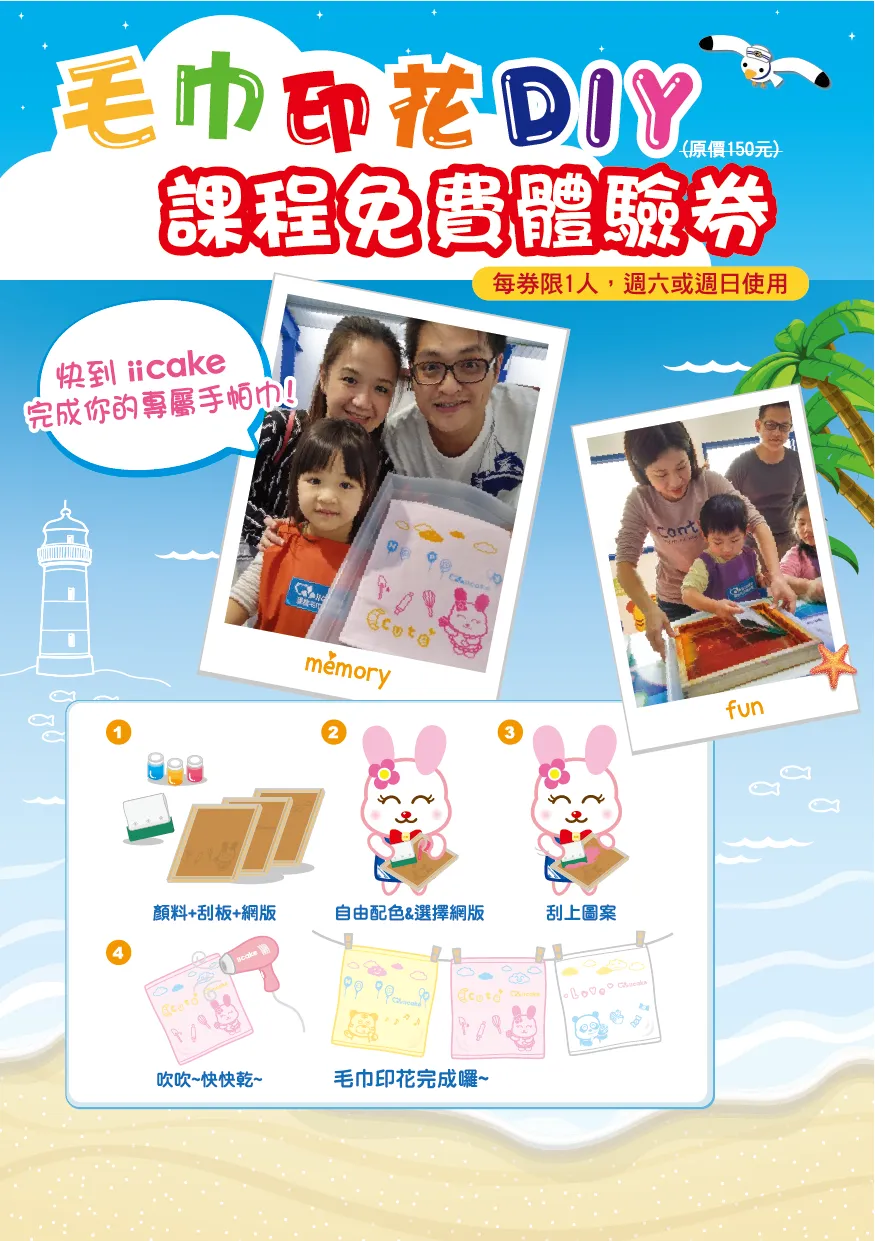 毛巾印花DIY
(原價150元)
課程免費體驗券
每券限1人，週六或週日使用
快到 iicake
完成你的專屬手帕巾!
memory
fun
1
2
3
顏料+刮板+網版
自由配色&選擇網版
刮上圖案
4
iicake
吹吹~快快乾~
毛巾印花完成囉~